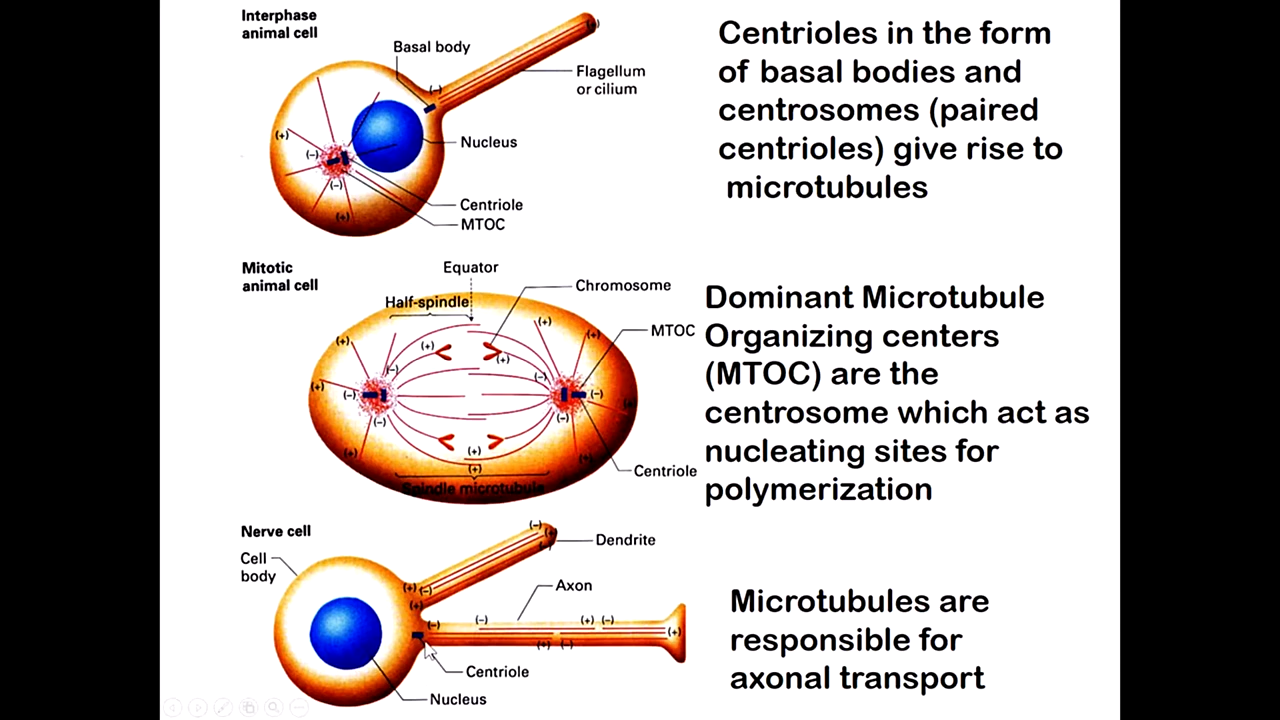 Interphase
animal cell
Basal body
(+)
Flagellum
or cilium
(-)
(+)
Nucleus
(-)
(-)
Centriole
(+)
MTOC
Centrioles in the form
of basal bodies and
centrosomes (paired
centrioles) give rise to
microtubules
Mitotic
animal cell
Equator
Chromosome
Half-spindle
(+)
(+)
MTOC
(+)
(+)
(+)
(-)
(-)
(+)
(-)
(-)
(+)
(-)
(-)
(+)
(+)
(+)
(+)
Centriole
Spindle microtubule
Dominant Microtubule
Organizing centers
(MTOC) are the
centrosome which act as
nucleating sites for
polymerization
Nerve cell
(-)
(+)
Dendrite
Cell
body
(+)
(-)
(+)
Axon
(-)
(-)
(+)
(-)
(+)
(+)
(-)
Centriole
Nucleus
Microtubules are
responsible for
axonal transport